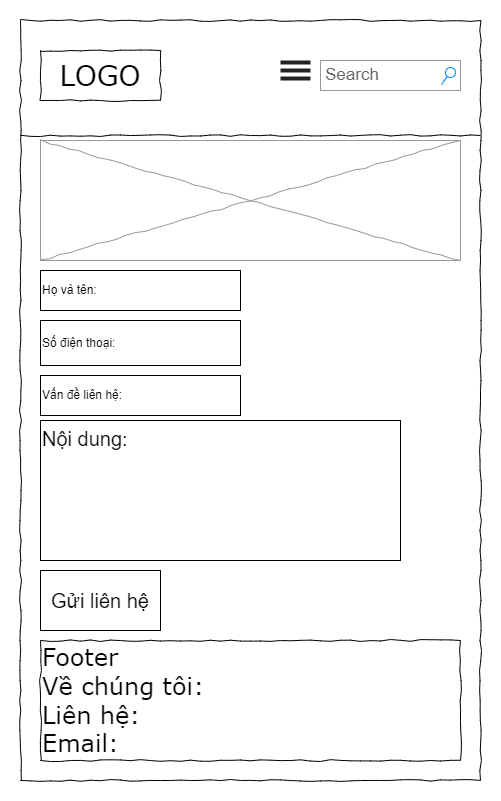 LOGO
Search
Họ và tên:
Số điện thoại:
Vấn đề liên hệ:
Nội dung:
Gửi liên hệ
Footer
Về chúng tôi:
Liên hệ:
Email: